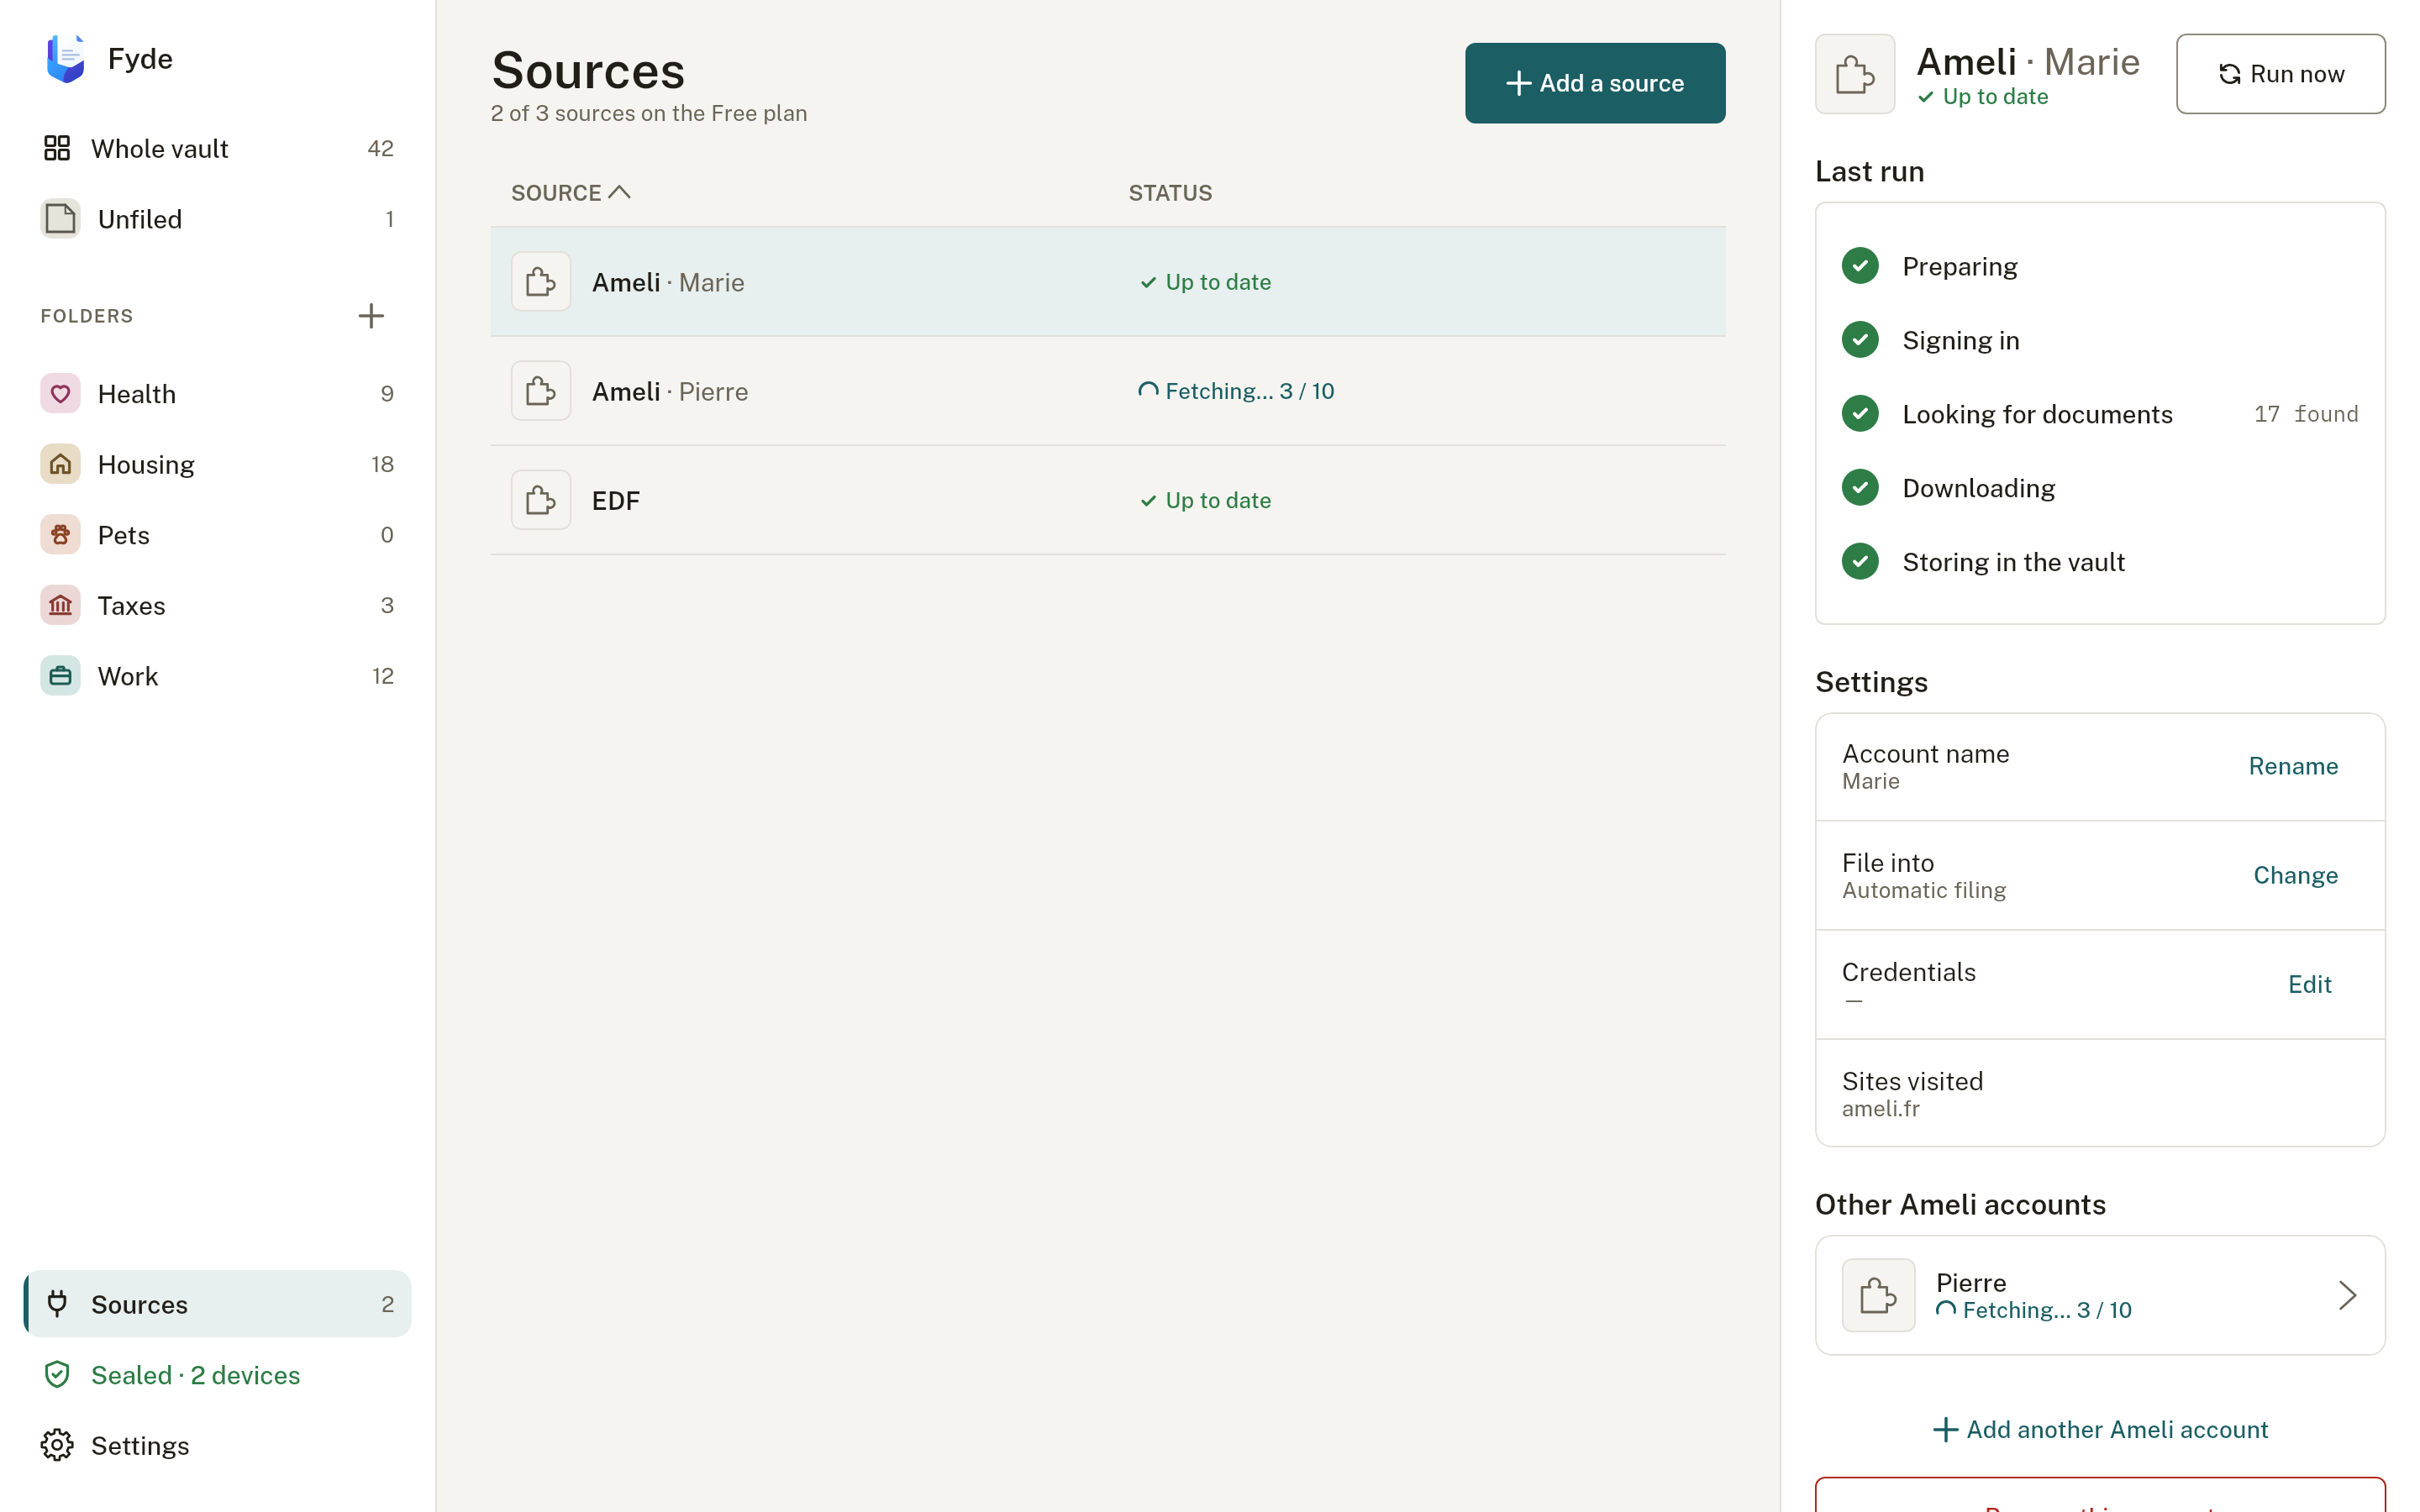 Fyde
Whole vault 42
Unfiled 1
FOLDERS
Health 9
Housing 18
Pets 0
Taxes 3
Work 12
Sources 2
Sealed · 2 devices
Settings
Sources
2 of 3 sources on the Free plan
Add a source
SOURCE STATUS
Ameli · Marie Up to date
Ameli · Pierre Fetching... 3 / 10
EDF Up to date
Ameli · Marie
Up to date
Run now
Last run
Preparing
Signing in
Looking for documents 17 found
Downloading
Storing in the vault
Settings
Account name
Marie
Rename
File into
Automatic filing
Change
Credentials
—
Edit
Sites visited
ameli.fr
Other Ameli accounts
Pierre
Fetching... 3 / 10
Add another Ameli account